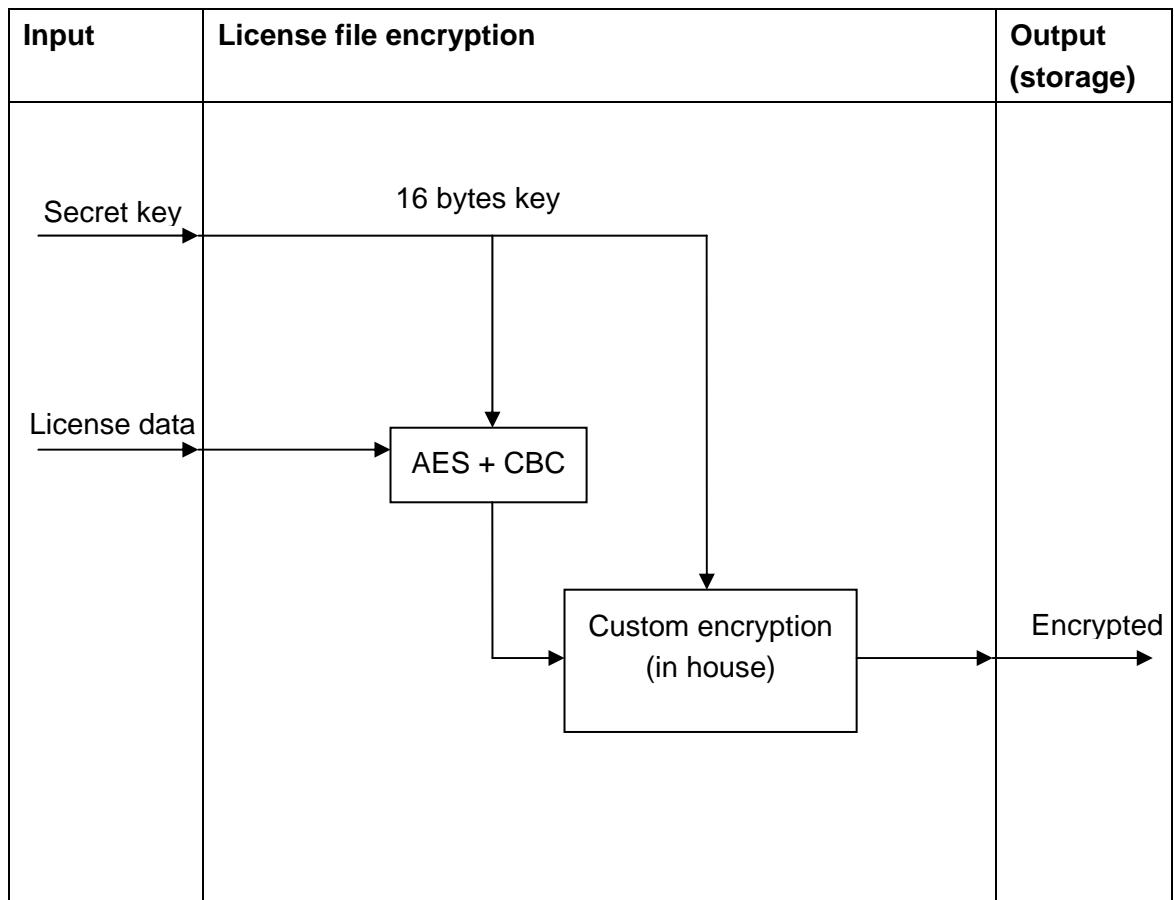 Input
License file encryption
Output
(storage)
16 bytes key
Secret key
License data
AES + CBC
Custom encryption
(in house)
Encrypted